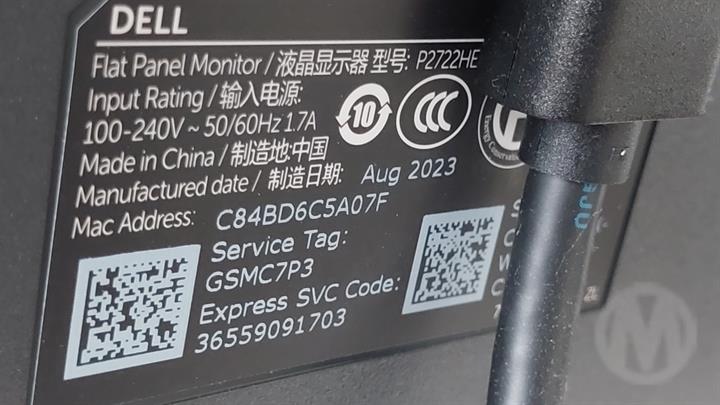 DELL
Flat Panel Monitor / 液晶显示器 型号: P2722HE
Input Rating / 输入电源:
100-240V ~ 50/60Hz 1.7A
Made in China / 制造地:中国
Manufactured date / 制造日期: Aug 2023
Mac Address: C84BD6C5A07F
Service Tag:
GSMC7P3
Express SVC Code:
36559091703
10
CCC
M